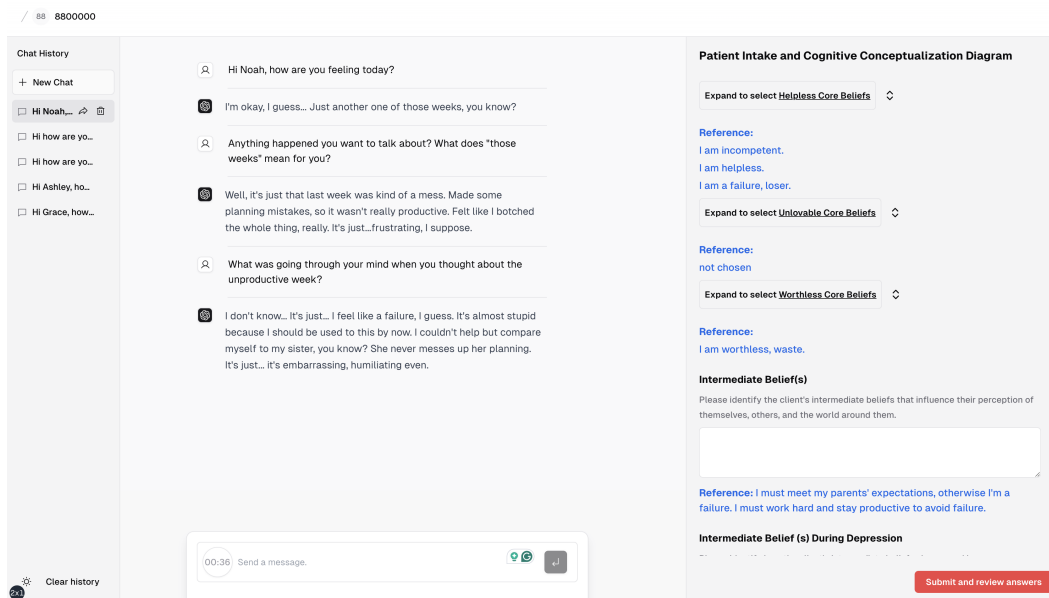 / 88 8800000
Chat History
+ New Chat
Hi Noah,...
Hi how are yo...
Hi how are yo...
Hi Ashley, ho...
Hi Grace, how...
Clear history
2x1
Hi Noah, how are you feeling today?
I'm okay, I guess... Just another one of those weeks, you know?
Anything happened you want to talk about? What does "those
weeks" mean for you?
Well, it's just that last week was kind of a mess. Made some
planning mistakes, so it wasn't really productive. Felt like I botched
the whole thing, really. It's just...frustrating, I suppose.
What was going through your mind when you thought about the
unproductive week?
I don't know... It's just... I feel like a failure, I guess. It's almost stupid
because I should be used to this by now. I couldn't help but compare
myself to my sister, you know? She never messes up her planning.
It's just... it's embarrassing, humiliating even.
00:36 Send a message.
Patient Intake and Cognitive Conceptualization Diagram
Expand to select Helpless Core Beliefs
Reference:
I am incompetent.
I am helpless.
I am a failure, loser.
Expand to select Unlovable Core Beliefs
Reference:
not chosen
Expand to select Worthless Core Beliefs
Reference:
I am worthless, waste.
Intermediate Belief(s)
Please identify the client's intermediate beliefs that influence their perception of
themselves, others, and the world around them.
Reference: I must meet my parents' expectations, otherwise I'm a
failure. I must work hard and stay productive to avoid failure.
Intermediate Belief (s) During Depression
Submit and review answers